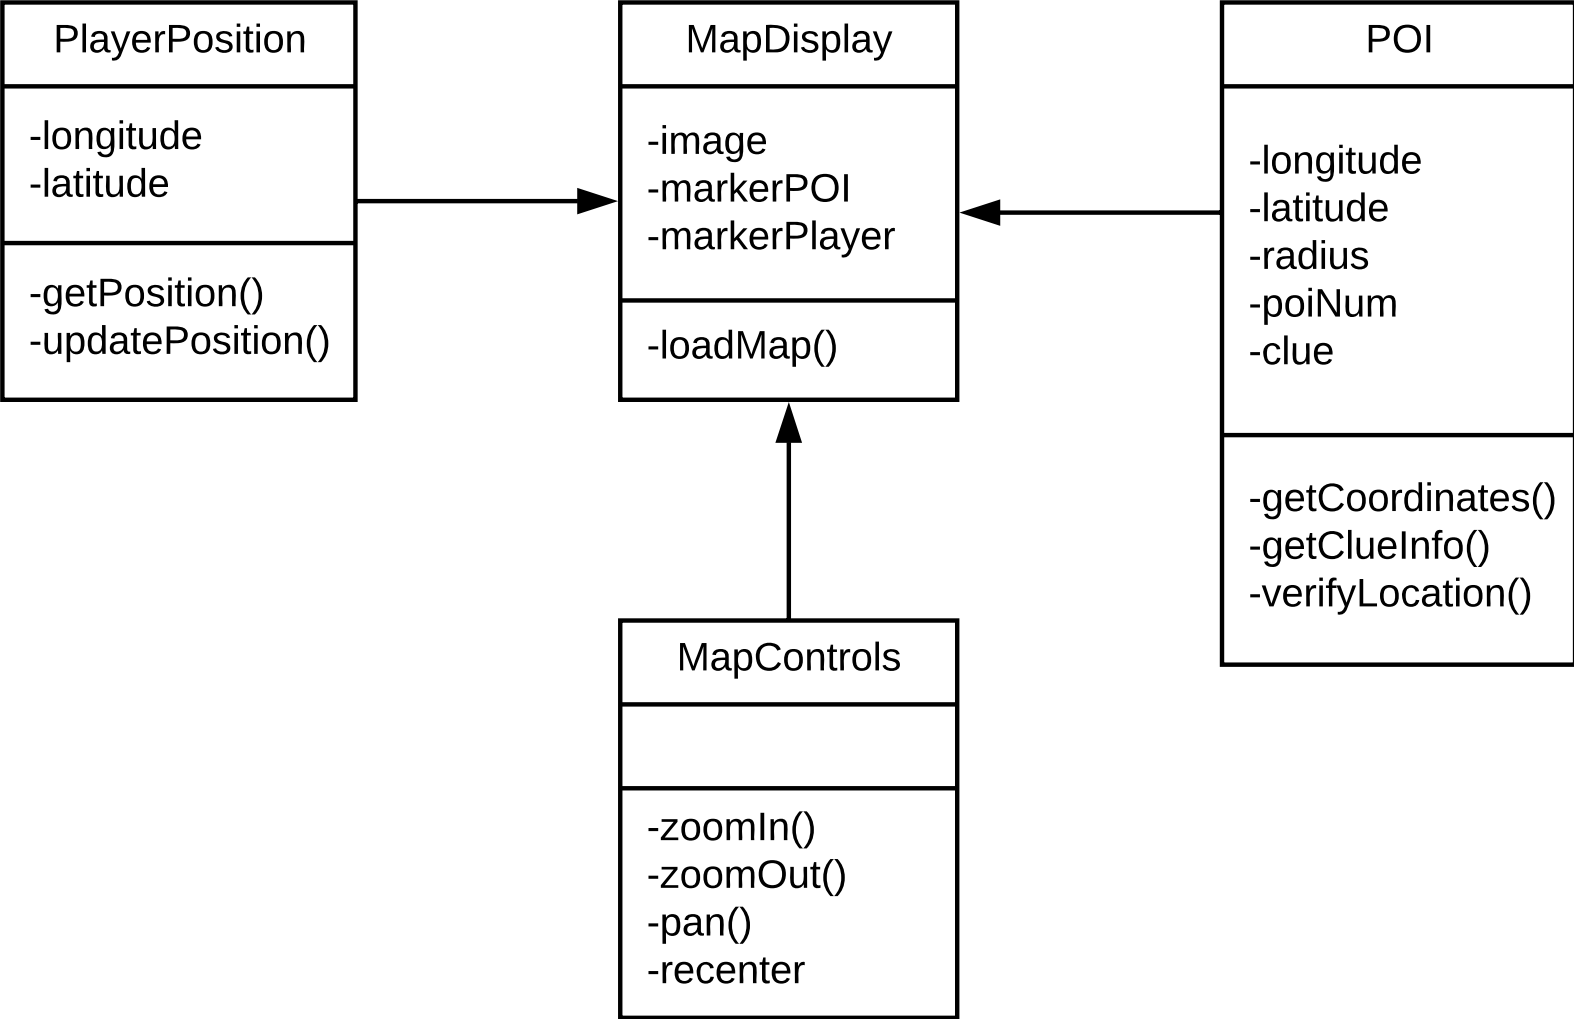 PlayerPosition
-longitude
-latitude
-getPosition()
-updatePosition()
MapDisplay
-image
-markerPOI
-markerPlayer
-loadMap()
POI
-longitude
-latitude
-radius
-poiNum
-clue
-getCoordinates()
-getClueInfo()
-verifyLocation()
MapControls
-zoomIn()
-zoomOut()
-pan()
-recenter